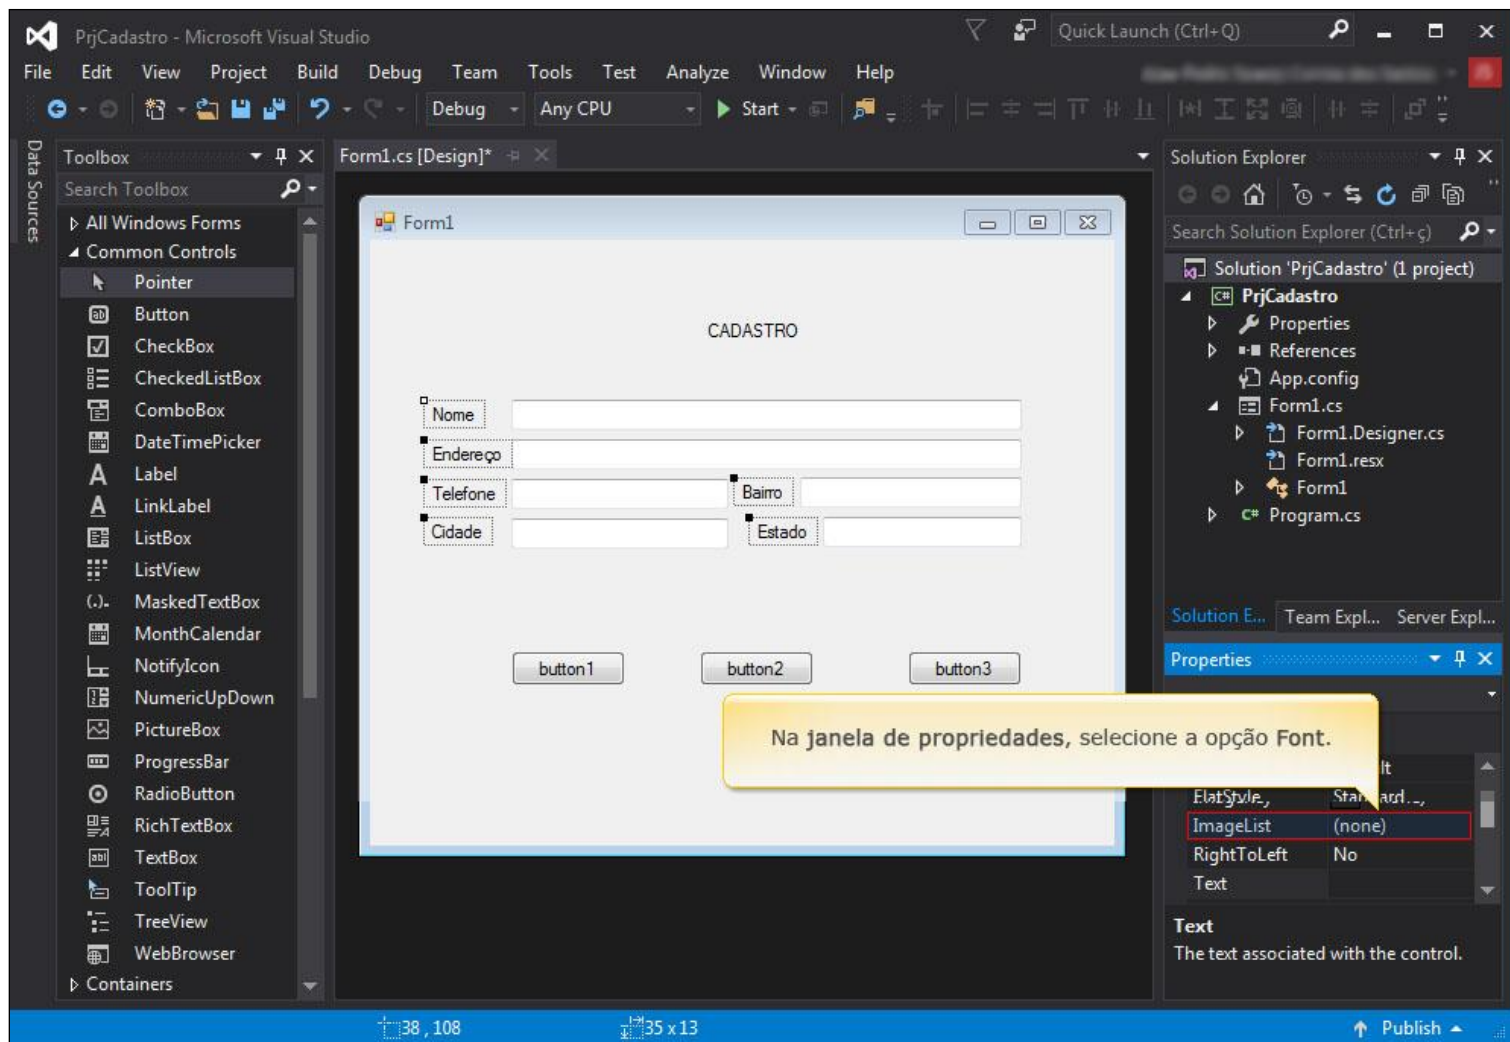 PrjCadastro - Microsoft Visual Studio
Quick Launch (Ctrl+Q)
File Edit View Project Build Debug Team Tools Test Analyze Window Help
Debug Any CPU Start
Data Sources
Toolbox
Search Toolbox
All Windows Forms
Common Controls
Pointer
Button
CheckBox
CheckedListBox
ComboBox
DateTimePicker
Label
LinkLabel
ListBox
ListView
MaskedTextBox
MonthCalendar
NotifyIcon
NumericUpDown
PictureBox
ProgressBar
RadioButton
RichTextBox
TextBox
ToolTip
TreeView
WebBrowser
Containers
Form1.cs [Design]*
Form1
CADASTRO
Nome
Endereço
Telefone Bairro
Cidade Estado
button1 button2 button3
Na janela de propriedades, selecione a opção Font.
Solution Explorer
Search Solution Explorer (Ctrl+ç)
Solution 'PrjCadastro' (1 project)
C# PrjCadastro
Properties
References
App.config
Form1.cs
Form1.Designer.cs
Form1.resx
Form1
C# Program.cs
Solution E... Team Expl... Server Expl...
Properties
FlatStyle
ImageList (none)
RightToLeft No
Text
Text
The text associated with the control.
38 , 108 35 x 13 Publish